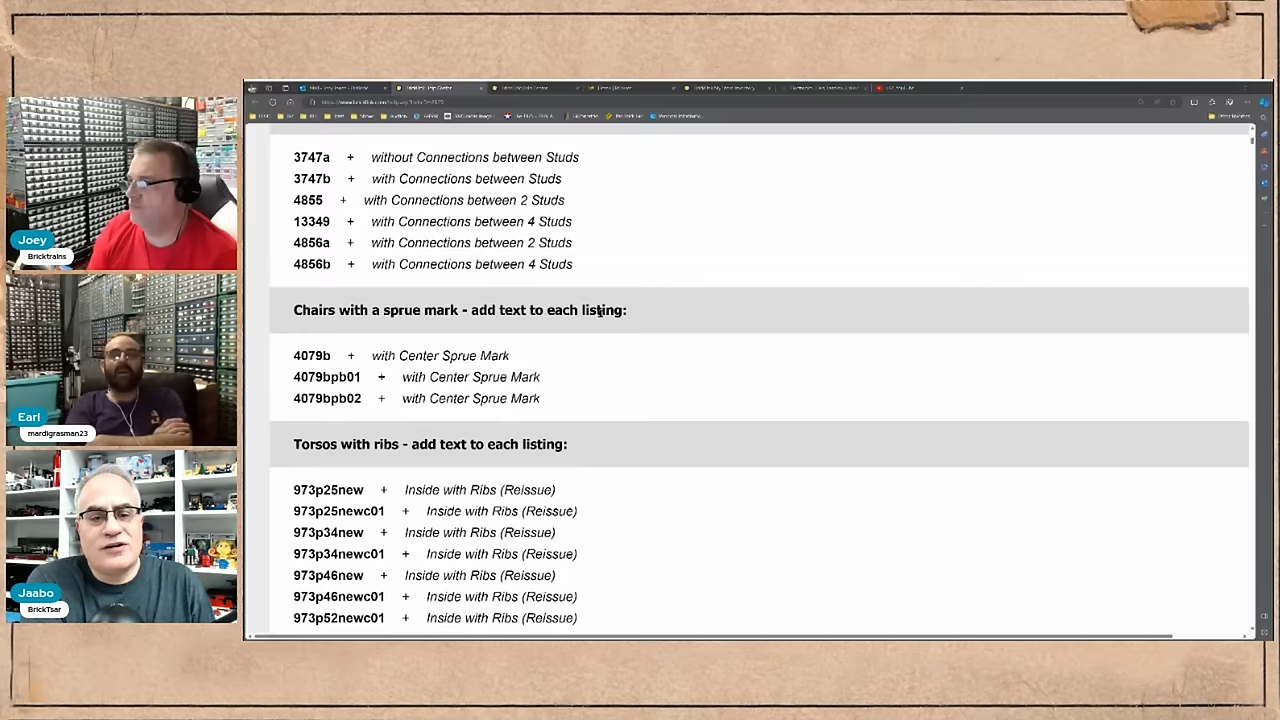 Joey
Bricktrains
Earl
mardigrasman23
Jaabo
BrickTsar
3747a + without Connections between Studs
3747b + with Connections between Studs
4855 + with Connections between 2 Studs
13349 + with Connections between 4 Studs
4856a + with Connections between 2 Studs
4856b + with Connections between 4 Studs
Chairs with a sprue mark - add text to each listing:
4079b + with Center Sprue Mark
4079bpb01 + with Center Sprue Mark
4079bpb02 + with Center Sprue Mark
Torsos with ribs - add text to each listing:
973p25new + Inside with Ribs (Reissue)
973p25newc01 + Inside with Ribs (Reissue)
973p34new + Inside with Ribs (Reissue)
973p34newc01 + Inside with Ribs (Reissue)
973p46new + Inside with Ribs (Reissue)
973p46newc01 + Inside with Ribs (Reissue)
973p52newc01 + Inside with Ribs (Reissue)